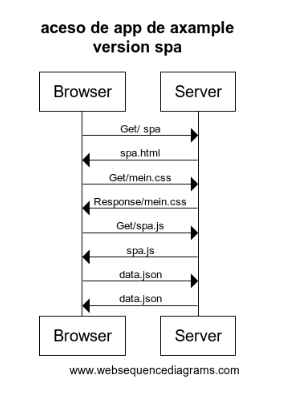 aceso de app de axample
version spa
Browser
Server
Get/ spa
spa.html
Get/mein.css
Response/mein.css
Get/spa.js
spa.js
data.json
data.json
Browser
Server
www.websequencediagrams.com